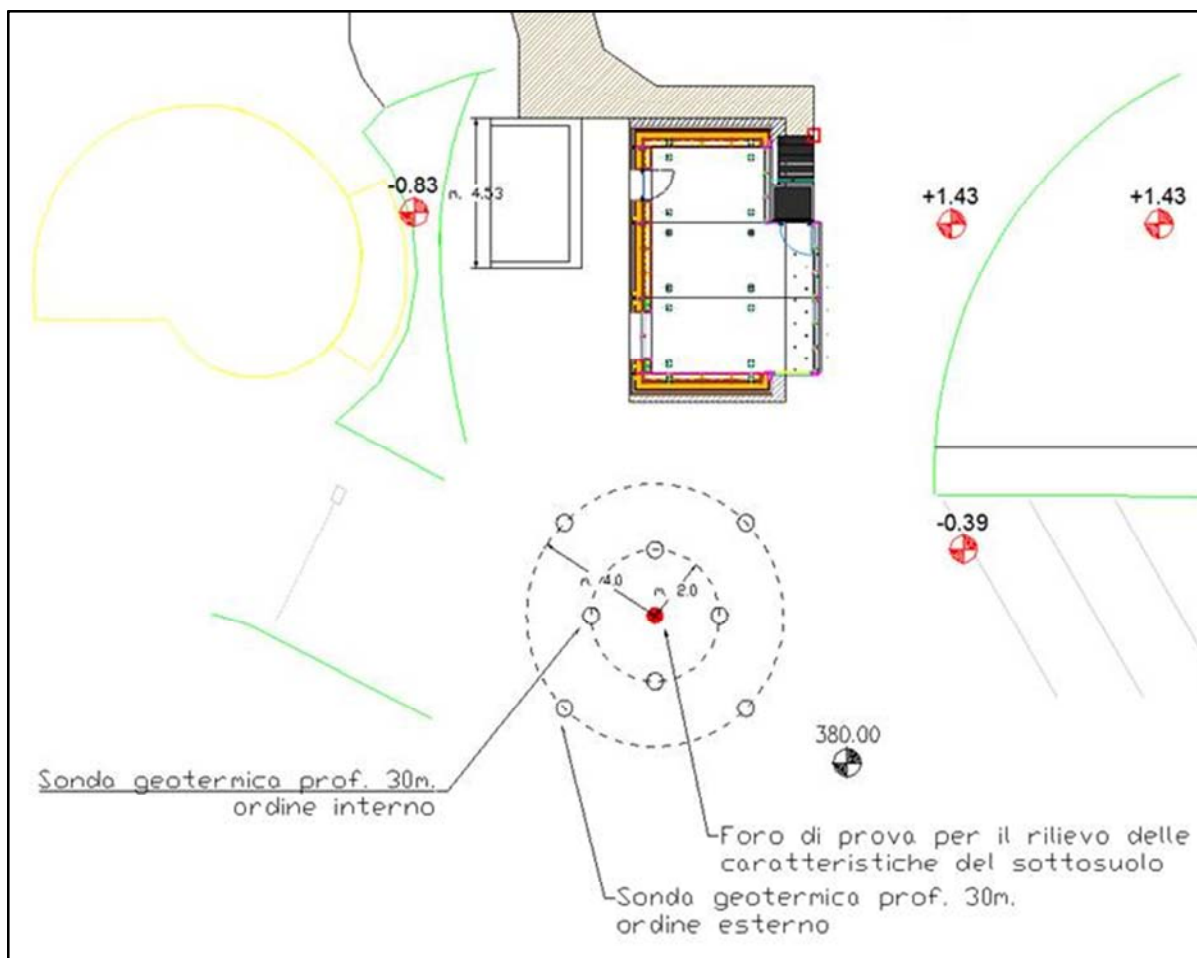 -0.83
m. 4.53
+1.43
+1.43
-0.39
m. 4.0
m. 2.0
380.00
Sonda geotermica prof. 30m.
ordine interno
Foro di prova per il rilievo delle
caratteristiche del sottosuolo
Sonda geotermica prof. 30m.
ordine esterno